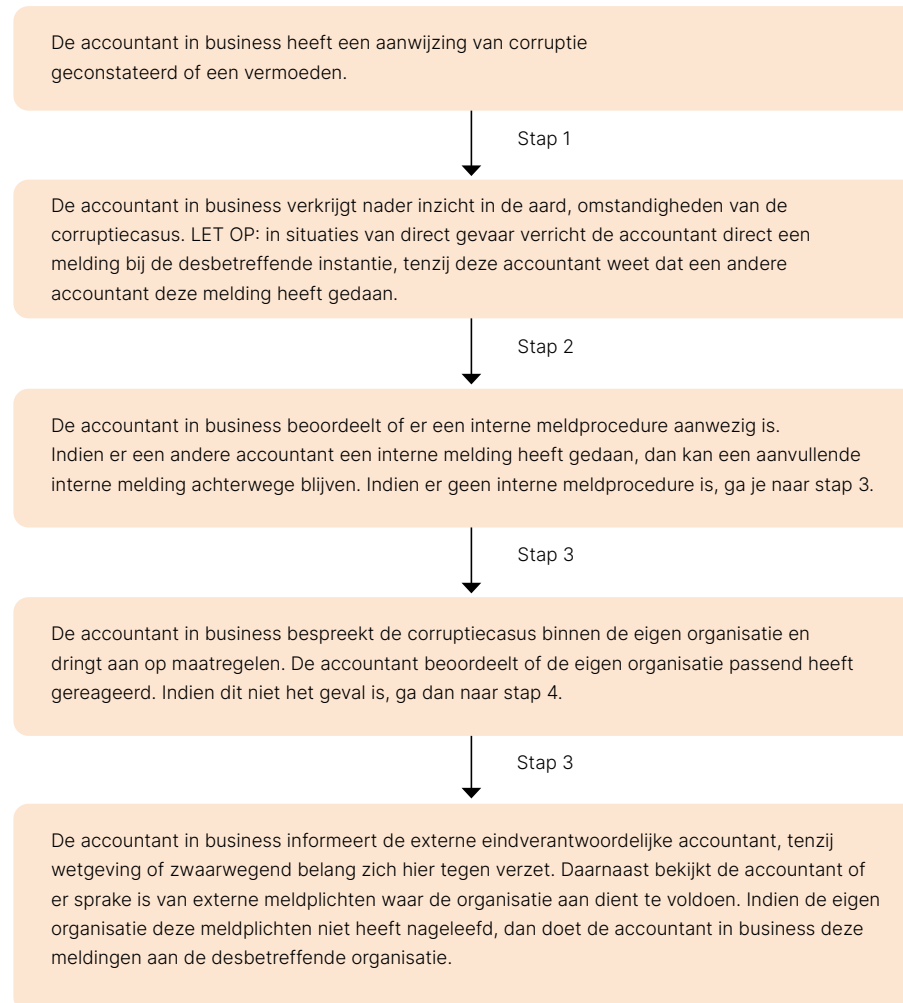 De accountant in business heeft een aanwijzing van corruptie
geconstateerd of een vermoeden.
Stap 1
De accountant in business verkrijgt nader inzicht in de aard, omstandigheden van de
corruptiecasus. LET OP: in situaties van direct gevaar verricht de accountant direct een
melding bij de desbetreffende instantie, tenzij deze accountant weet dat een andere
accountant deze melding heeft gedaan.
Stap 2
De accountant in business beoordeelt of er een interne meldprocedure aanwezig is.
Indien er een andere accountant een interne melding heeft gedaan, dan kan een aanvullende
interne melding achterwege blijven. Indien er geen interne meldprocedure is, ga je naar stap 3.
Stap 3
De accountant in business bespreekt de corruptiecasus binnen de eigen organisatie en
dringt aan op maatregelen. De accountant beoordeelt of de eigen organisatie passend heeft
gereageerd. Indien dit niet het geval is, ga dan naar stap 4.
Stap 3
De accountant in business informeert de externe eindverantwoordelijke accountant, tenzij
wetgeving of zwaarwegend belang zich hier tegen verzet. Daarnaast bekijkt de accountant of
er sprake is van externe meldplichten waar de organisatie aan dient te voldoen. Indien de eigen
organisatie deze meldplichten niet heeft nageleefd, dan doet de accountant in business deze
meldingen aan de desbetreffende organisatie.